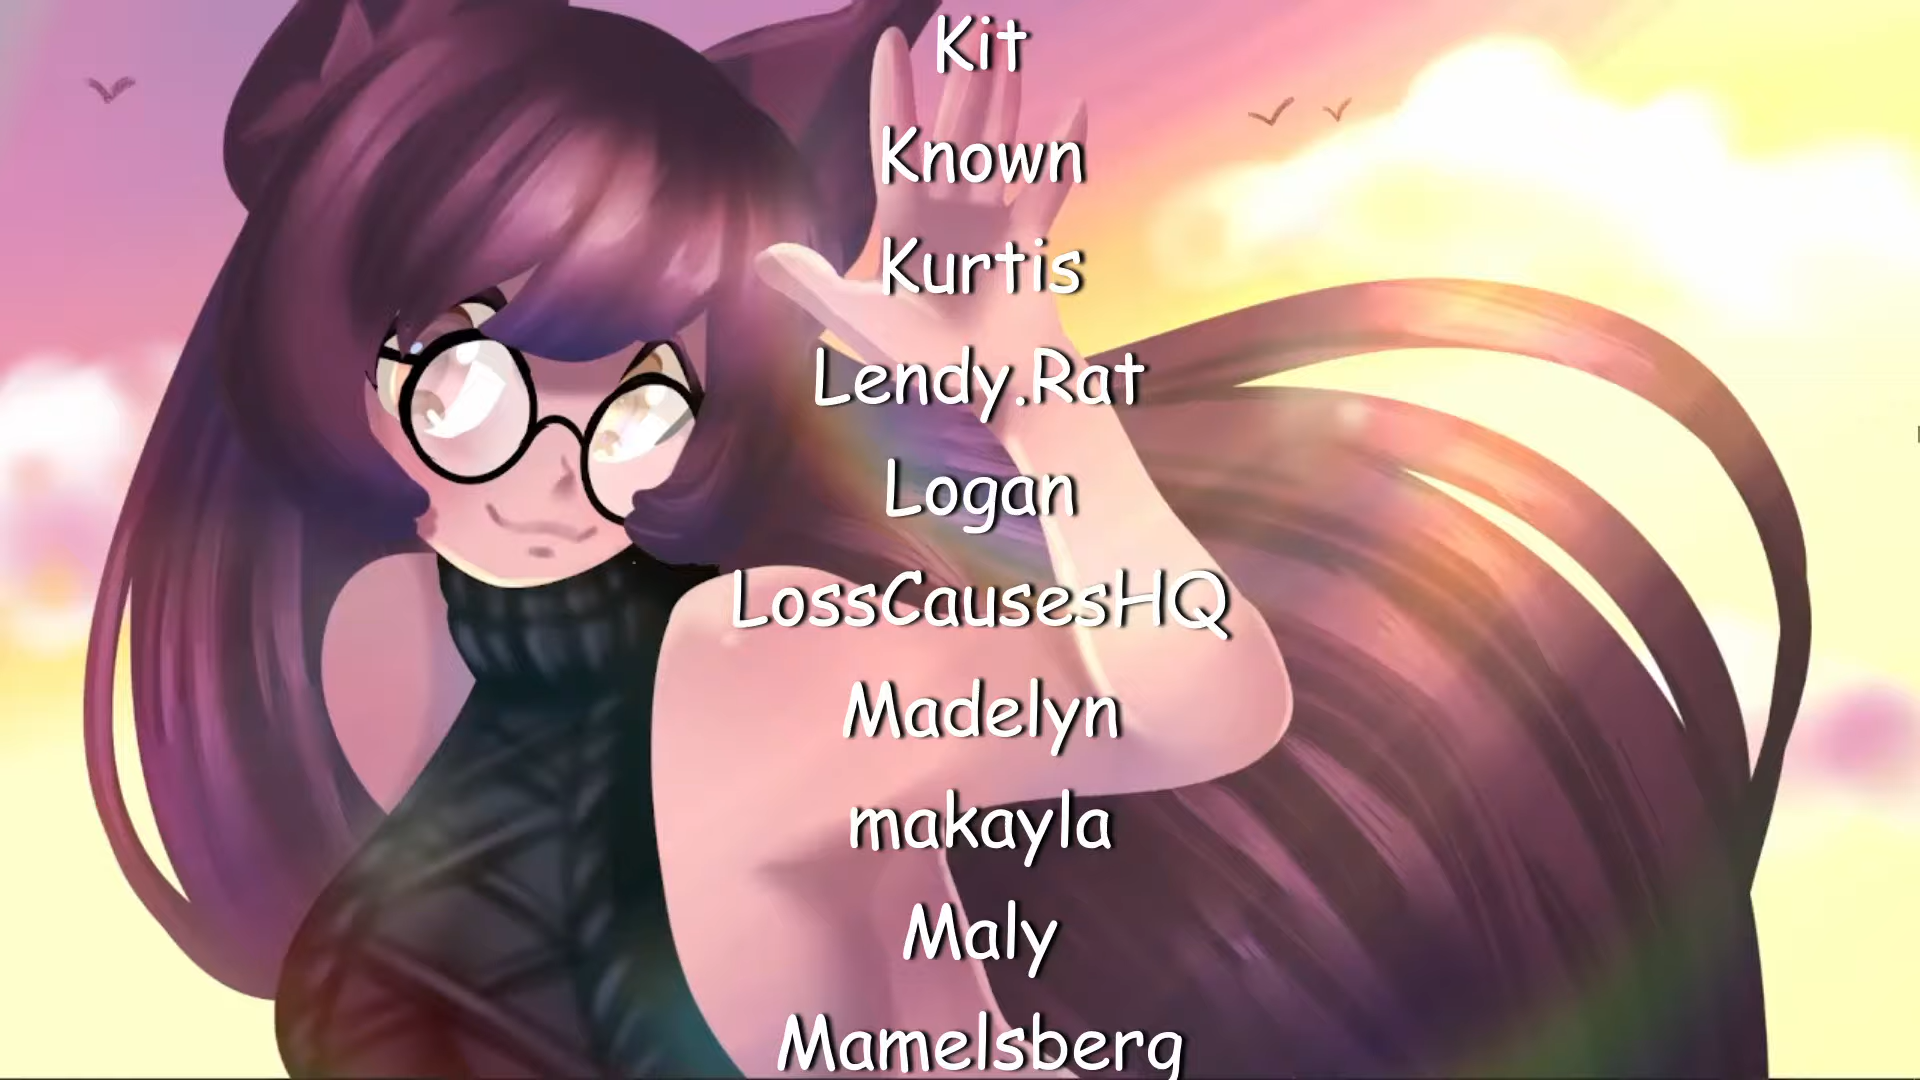 Kit
Known
Kurtis
Lendy.Rat
Logan
LossCausesHQ
Madelyn
makayla
Maly
Mamelsberg